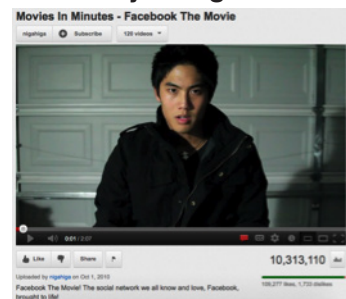 Movies In Minutes - Facebook The Movie
nigahiga Subscribe 120 videos
0:01 / 2:07
Like Share
10,313,110
Uploaded by nigahiga on Oct 1, 2010
likes, dislikes
Facebook The Movie! The social network we all know and love, Facebook,
brought to life!